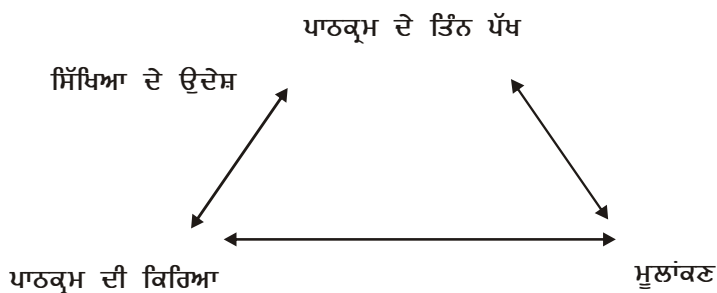 ਪਾਠਕ੍ਰਮ ਦੇ ਤਿੰਨ ਪੱਖ
ਸਿੱਖਿਆ ਦੇ ਉਦੇਸ਼
ਪਾਠਕ੍ਰਮ ਦੀ ਕਿਰਿਆ
ਮੂਲਾਂਕਣ